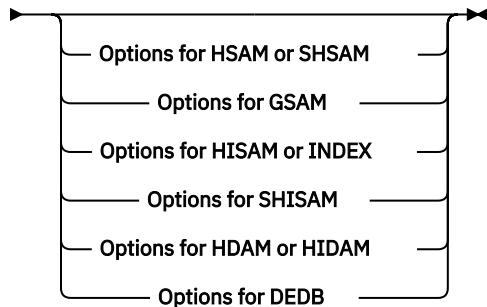 Options for HSAM or SHSAM
Options for GSAM
Options for HISAM or INDEX
Options for SHISAM
Options for HDAM or HIDAM
Options for DEDB